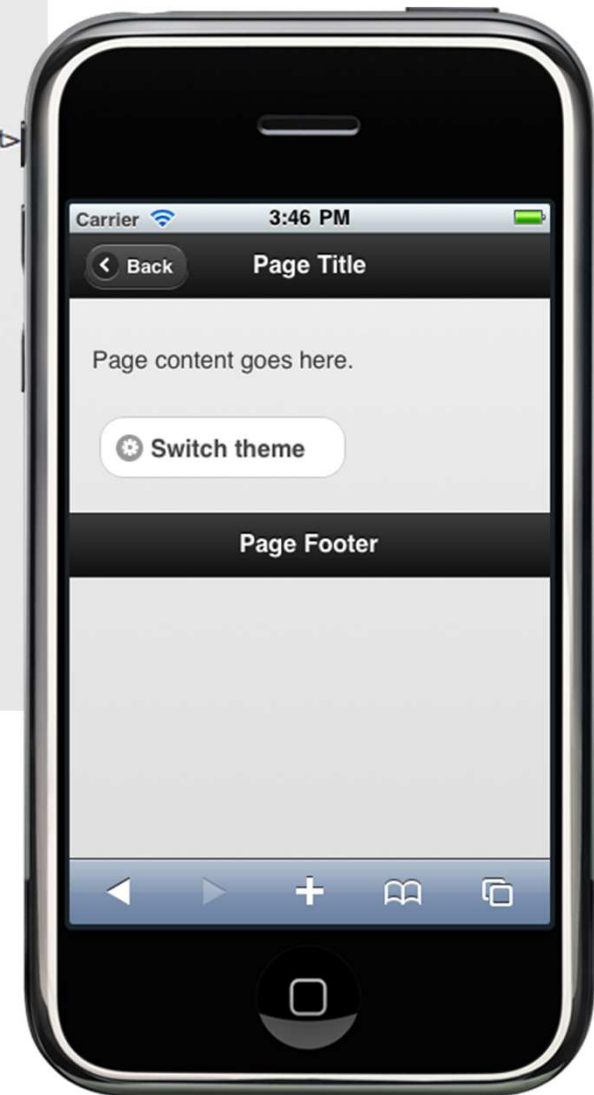 t>
Carrier 3:46 PM
Back Page Title
Page content goes here.
Switch theme
Page Footer